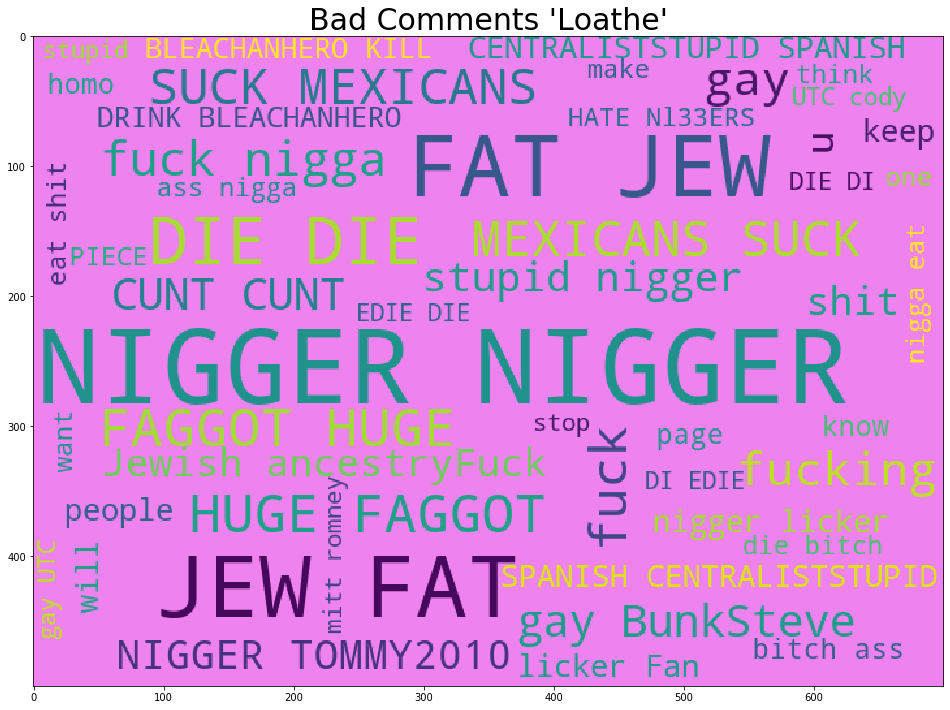 Bad Comments 'Loathe'
0
stupid
BLEACHANHERO KILL
CENTRALISTSTUPID SPANISH
homo
SUCK MEXICANS
make
gay
think
UTC cody
DRINK BLEACHANHERO
HATE Nl33ERS
u
keep
100
fuck nigga
FAT JEW
ass nigga
DIE DI
one
eat shit
PIECE
DIE DIE
MEXICANS SUCK
nigga eat
stupid nigger
200
CUNT CUNT
EDIE DIE
shit
NIGGER NIGGER
300
want
FAGGOT HUGE
stop
fuck
page
know
Jewish ancestryFuck
DI EDIE
fucking
people
HUGE FAGGOT
mitt romney
nigger licker
die bitch
400
gay UTC
will
JEW FAT
SPANISH CENTRALISTSTUPID
gay BunkSteve
NIGGER TOMMY2010
bitch ass
licker Fan
0 100 200 300 400 500 600